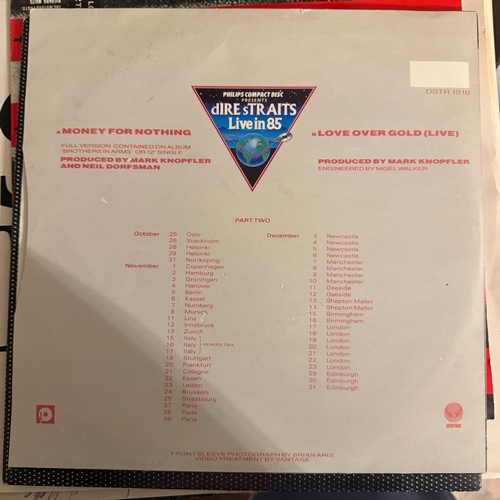 DSTR 1010
PHILIPS COMPACT DISC
PRESENTS
dIRE sTRAITS
Live in 85
A MONEY FOR NOTHING
FULL VERSION CONTAINED ON ALBUM
'BROTHERS IN ARMS' OR 12" SINGLE
PRODUCED BY MARK KNOPFLER
AND NEIL DORFSMAN
B LOVE OVER GOLD (LIVE)
PRODUCED BY MARK KNOPFLER
ENGINEERED BY NIGEL WALKER
PART TWO
October 25 Oslo
26 Stockholm
28 Helsinki
29 Helsinki
31 Norrkoping
November 1 Copenhagen
2 Hamburg
3 Groningen
4 Hanover
5 Berlin
6 Kassel
7 Nurnberg
8 Munich
11 Linz
12 Innsbruck
13 Zurich
15 Italy
16 Italy VENUES T.B.A.
17 Italy
19 Stuttgart
20 Frankfurt
21 Cologne
22 Essen
23 Leiden
24 Brussels
25 Strasbourg
27 Paris
28 Paris
29 Paris
December 3 Newcastle
4 Newcastle
5 Newcastle
6 Newcastle
7 Manchester
8 Manchester
9 Manchester
10 Manchester
11 Deeside
12 Deeside
13 Shepton Mallet
Shepton Mallet
15 Birmingham
16 Birmingham
17 London
18 London
19 London
20 London
21 London
22 London
23 London
29 Edinburgh
30 Edinburgh
31 Edinburgh
VERTIGO
FRONT SLEEVE PHOTOGRAPH BY BRIAN ARIS
VIDEO TREATMENT BY VANTAGE